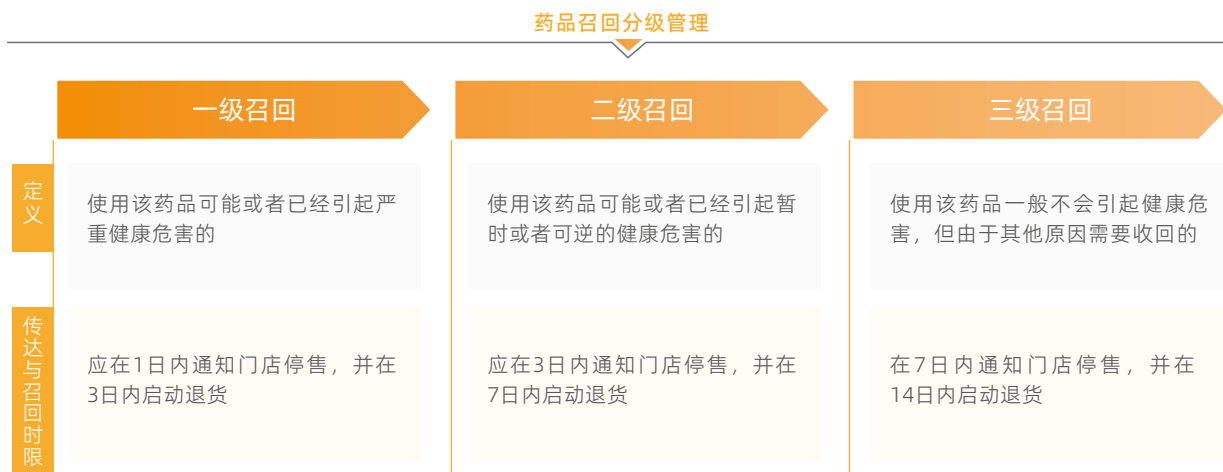 药品召回分级管理
一级召回
二级召回
三级召回
定义
使用该药品可能或者已经引起严
重健康危害的
使用该药品可能或者已经引起暂
时或者可逆的健康危害的
使用该药品一般不会引起健康危
害，但由于其他原因需要收回的
传达与召回时限
应在1日内通知门店停售，并在
3日内启动退货
应在3日内通知门店停售，并在
7日内启动退货
在7日内通知门店停售，并在
14日内启动退货